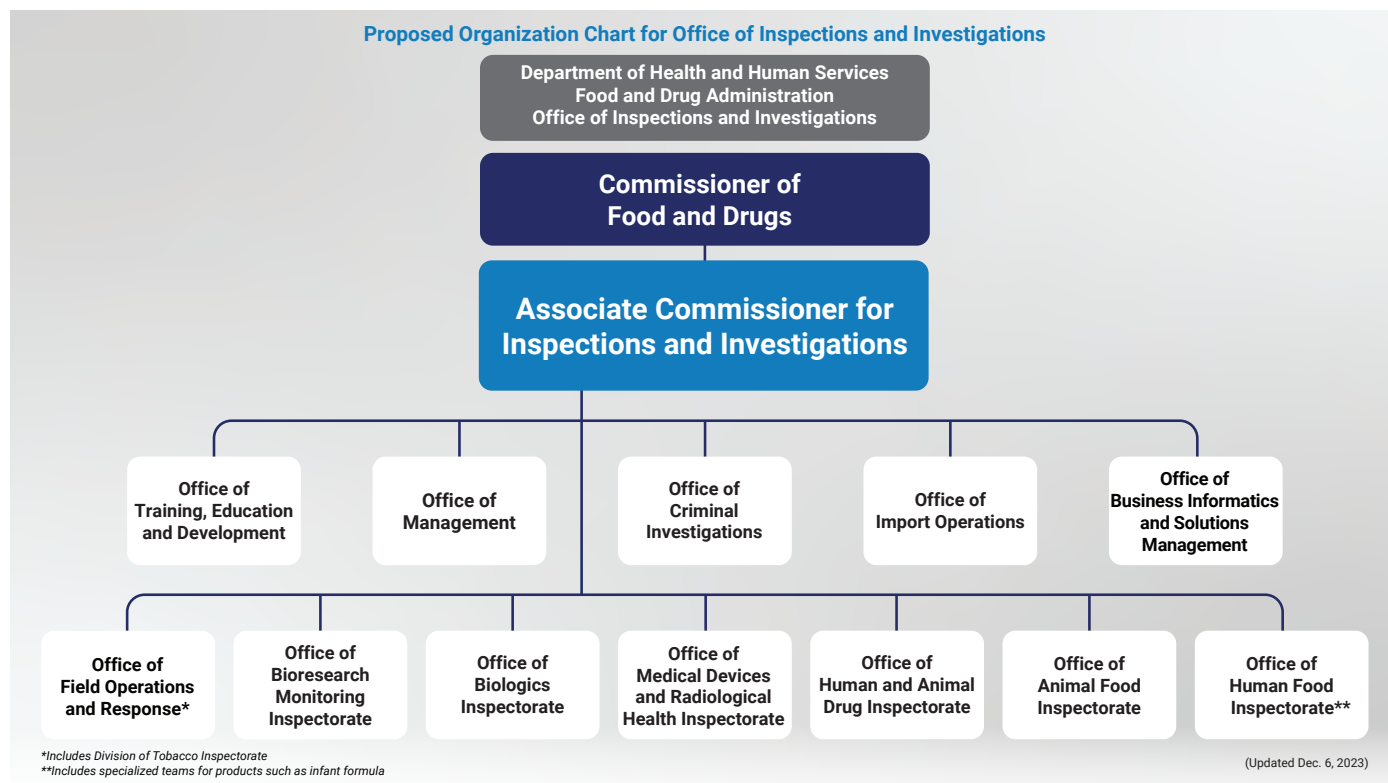 Proposed Organization Chart for Office of Inspections and Investigations
Department of Health and Human Services
Food and Drug Administration
Office of Inspections and Investigations
Commissioner of
Food and Drugs
Associate Commissioner for
Inspections and Investigations
Office of
Training, Education
and Development
Office of
Management
Office of
Criminal
Investigations
Office of
Import Operations
Office of
Business Informatics
and Solutions
Management
Office of
Field Operations
and Response*
Office of
Bioresearch
Monitoring
Inspectorate
Office of
Biologics
Inspectorate
Office of
Medical Devices
and Radiological
Health Inspectorate
Office of
Human and Animal
Drug Inspectorate
Office of
Animal Food
Inspectorate
Office of
Human Food
Inspectorate**
*Includes Division of Tobacco Inspectorate
**Includes specialized teams for products such as infant formula
(Updated Dec. 6, 2023)